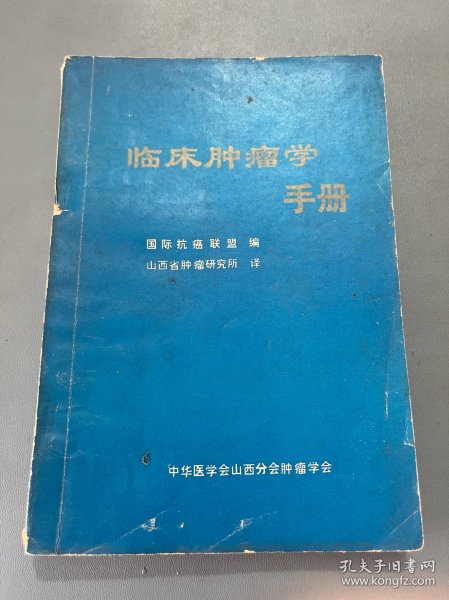 临床肿瘤学
手册
国际抗癌联盟 编
山西省肿瘤研究所 译
中华医学会山西分会肿瘤学会
孔夫子旧书网
www.kongfz.com